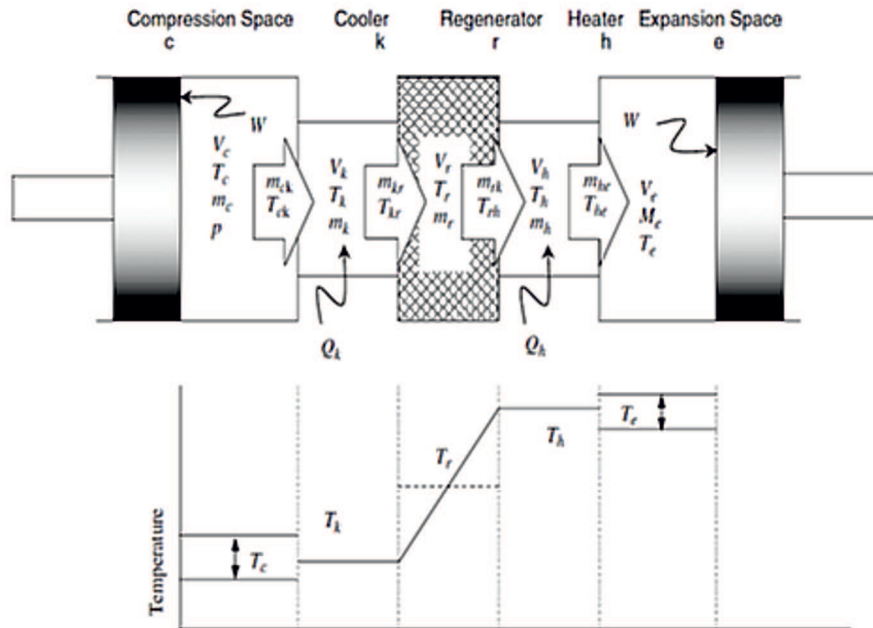 Compression Space Cooler Regenerator Heater Expansion Space
c k r h e
W W
V_c V_k V_r V_h V_e
T_c m_ck T_k m_kr T_r m_rk T_h m_he M_e
m_c T_ck m_k T_kr m_r T_rh m_h T_he T_e
p
Q_k Q_h
T_e
T_h
T_r
T_k
T_c
Temperature